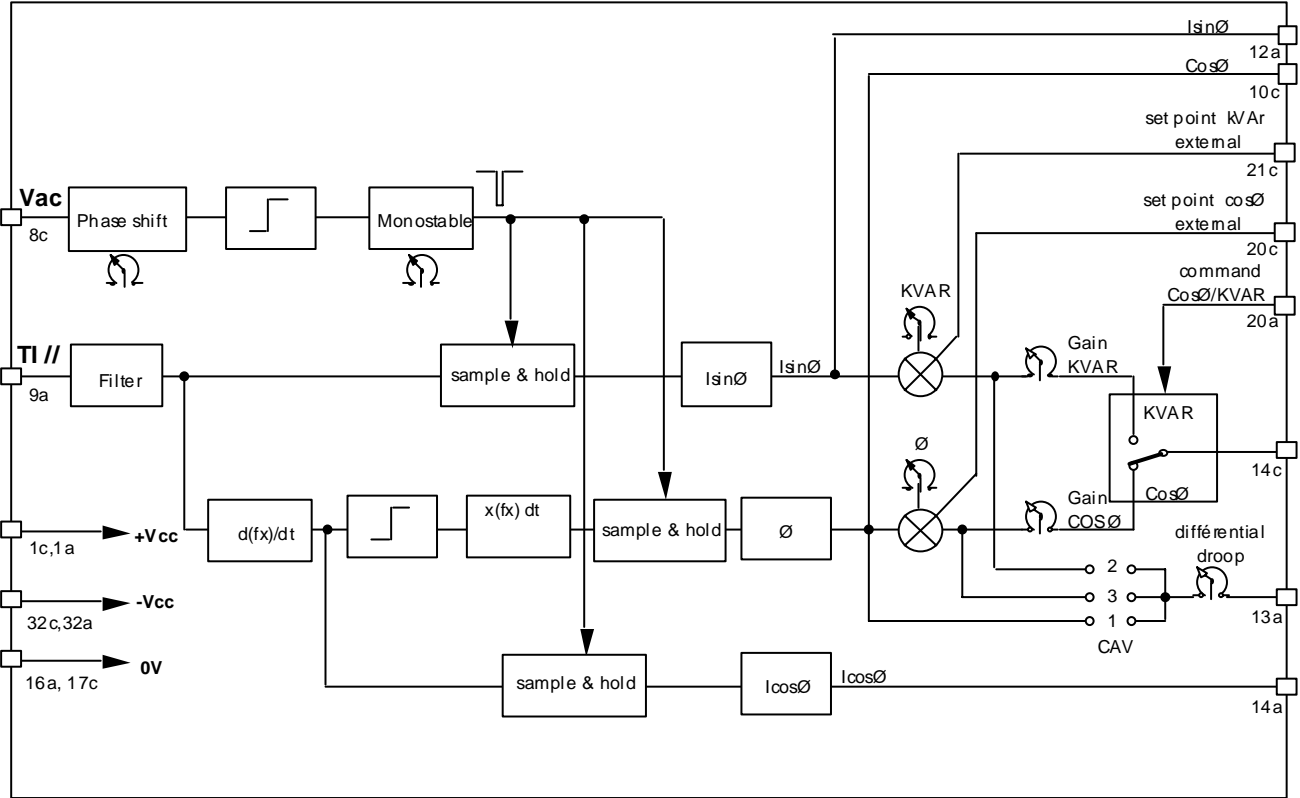 IsinØ
12a
CosØ
10c
set point kVAr
external
21c
set point cosØ
external
20c
command
CosØ/KVAR
20a
Vac
8c
Phase shift
Monostable
KVAR
TI //
9a
Filter
sample & hold
IsinØ
IsinØ
Gain
KVAR
KVAR
14c
CosØ
Ø
Gain
COSØ
1c,1a
+Vcc
d(fx)/dt
x(fx) dt
sample & hold
Ø
différential
droop
2
3
1
CAV
13a
-Vcc
32c,32a
0V
16a, 17c
sample & hold
IcosØ
IcosØ
14a